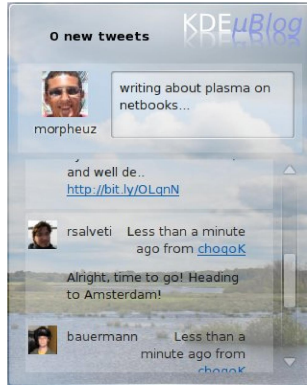 KDEµBlog
0 new tweets
writing about plasma on
netbooks...
morpheuz
and well de..
http://bit.ly/OLqnN
rsalveti Less than a minute
ago from choqoK
Alright, time to go! Heading
to Amsterdam!
bauermann Less than a
minute ago from
choqoK